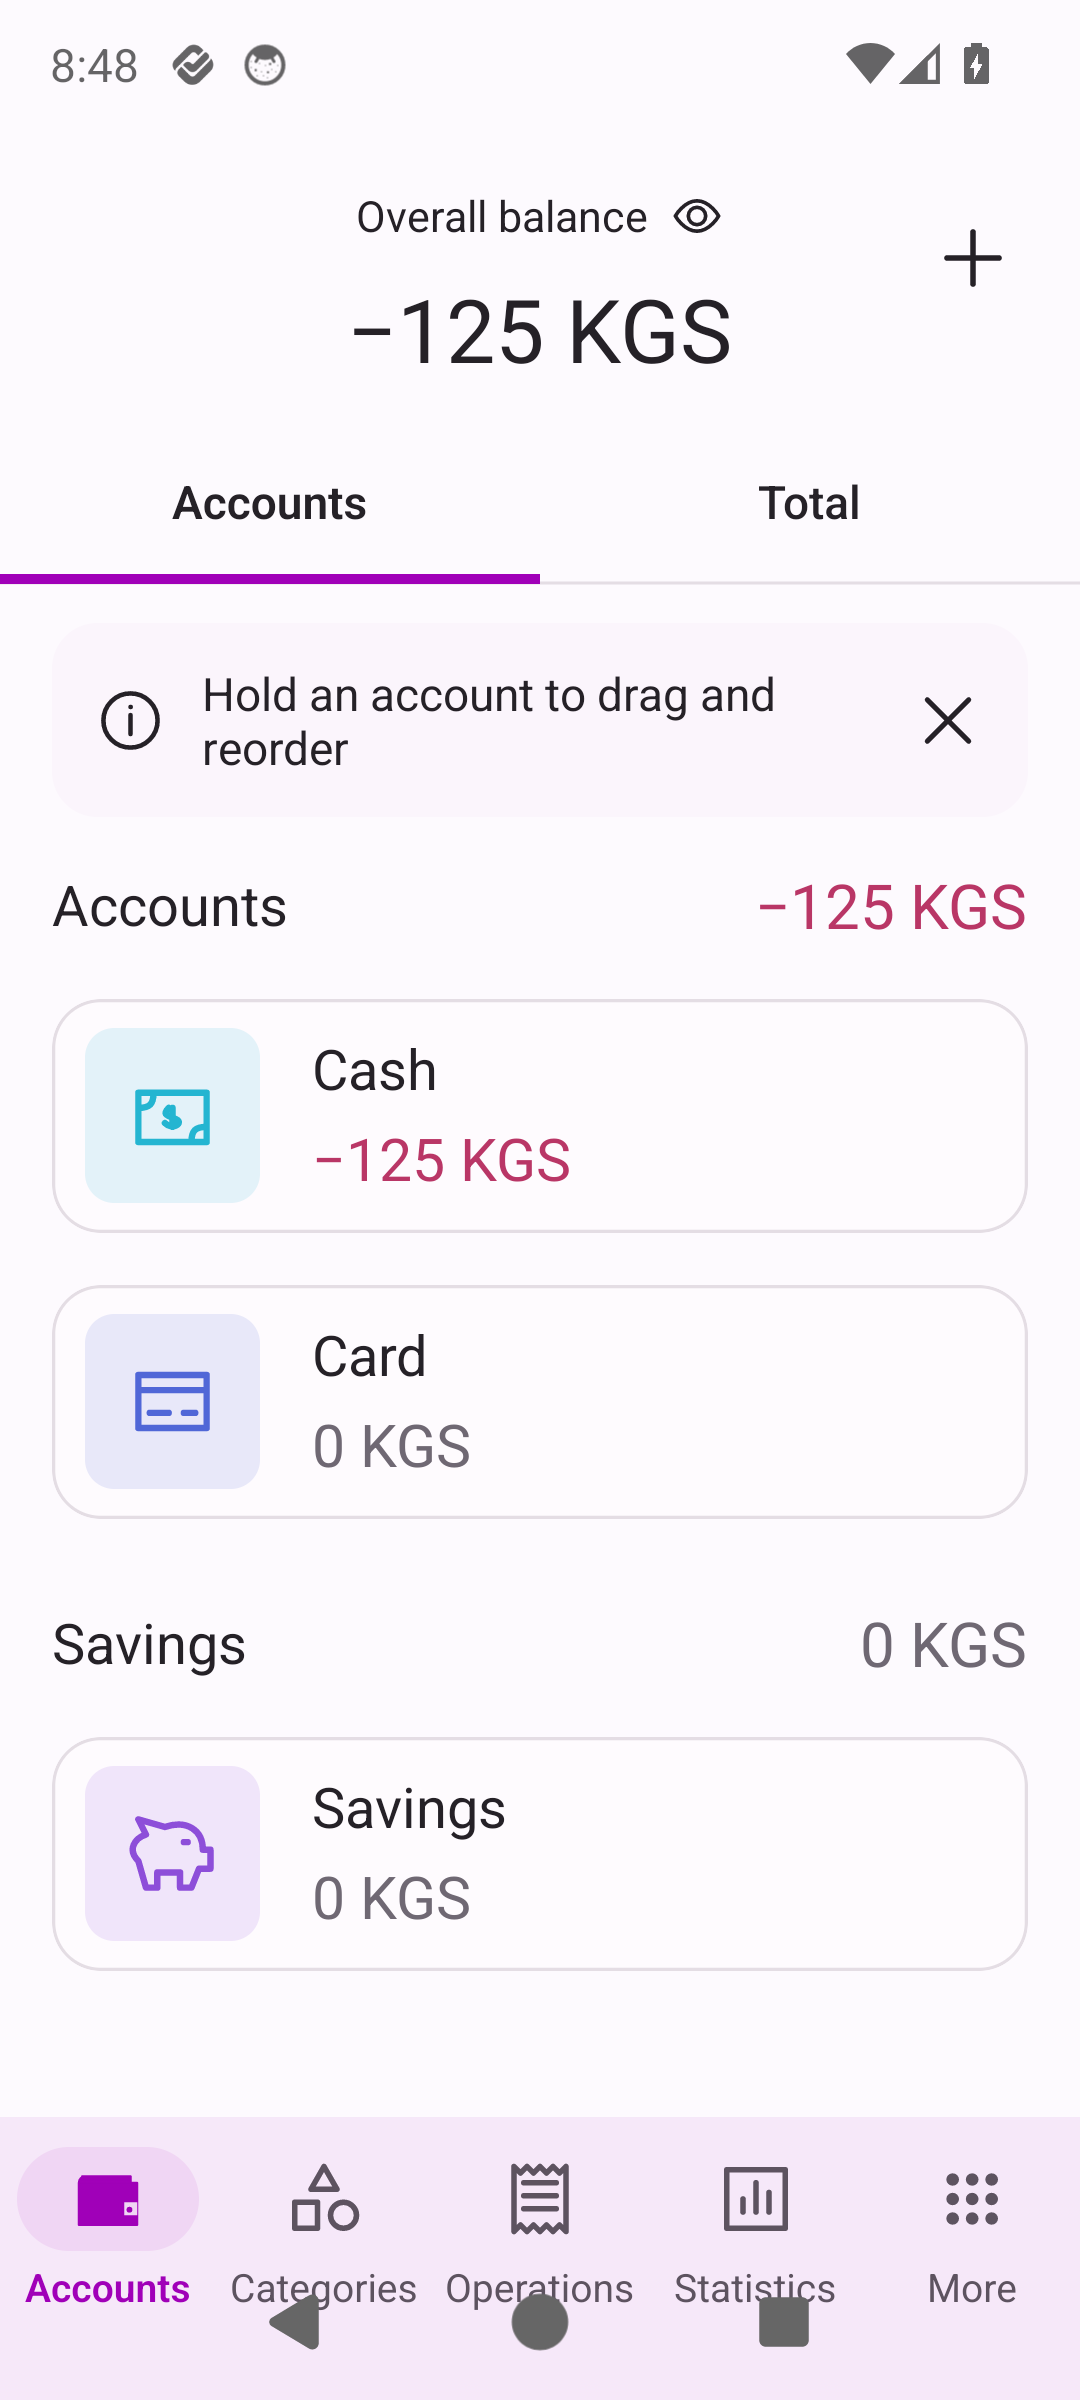 8:48
Overall balance
−125 KGS
Accounts
Total
Hold an account to drag and
reorder
Accounts
−125 KGS
Cash
−125 KGS
Card
0 KGS
Savings
0 KGS
Savings
0 KGS
Accounts
Categories
Operations
Statistics
More